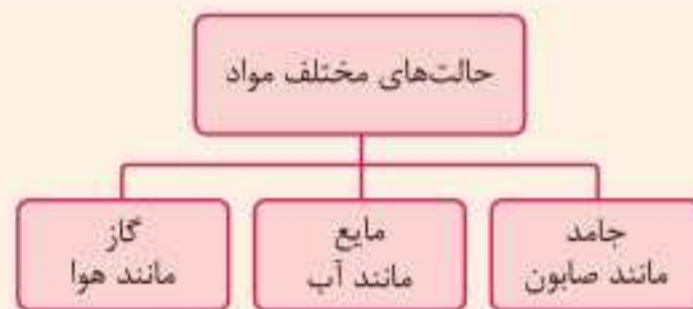 حالت‌های مختلف مواد
جامد
مانند صابون
مایع
مانند آب
گاز
مانند هوا